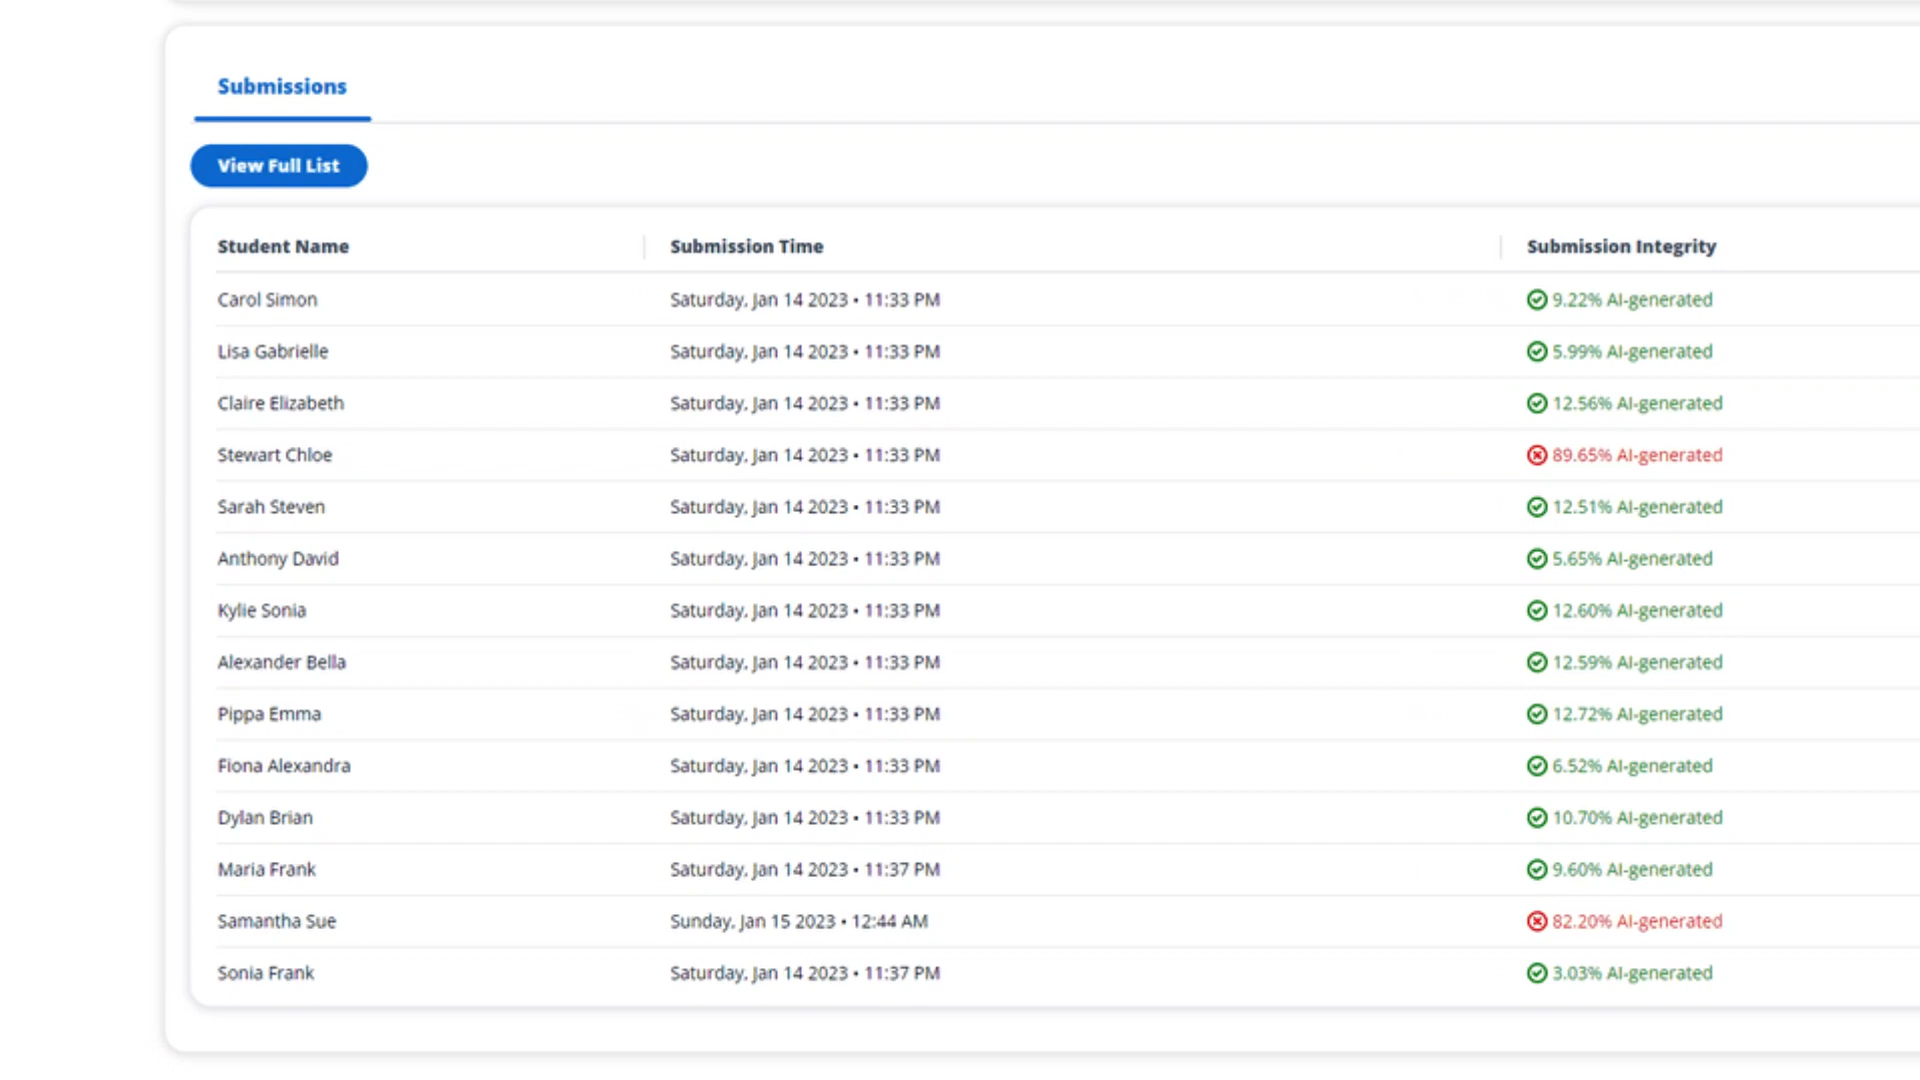 Submissions
View Full List
Student Name Submission Time Submission Integrity
Carol Simon Saturday, Jan 14 2023 • 11:33 PM 9.22% AI-generated
Lisa Gabrielle Saturday, Jan 14 2023 • 11:33 PM 5.99% AI-generated
Claire Elizabeth Saturday, Jan 14 2023 • 11:33 PM 12.56% AI-generated
Stewart Chloe Saturday, Jan 14 2023 • 11:33 PM 89.65% AI-generated
Sarah Steven Saturday, Jan 14 2023 • 11:33 PM 12.51% AI-generated
Anthony David Saturday, Jan 14 2023 • 11:33 PM 5.65% AI-generated
Kylie Sonia Saturday, Jan 14 2023 • 11:33 PM 12.60% AI-generated
Alexander Bella Saturday, Jan 14 2023 • 11:33 PM 12.59% AI-generated
Pippa Emma Saturday, Jan 14 2023 • 11:33 PM 12.72% AI-generated
Fiona Alexandra Saturday, Jan 14 2023 • 11:33 PM 6.52% AI-generated
Dylan Brian Saturday, Jan 14 2023 • 11:33 PM 10.70% AI-generated
Maria Frank Saturday, Jan 14 2023 • 11:37 PM 9.60% AI-generated
Samantha Sue Sunday, Jan 15 2023 • 12:44 AM 82.20% AI-generated
Sonia Frank Saturday, Jan 14 2023 • 11:37 PM 3.03% AI-generated